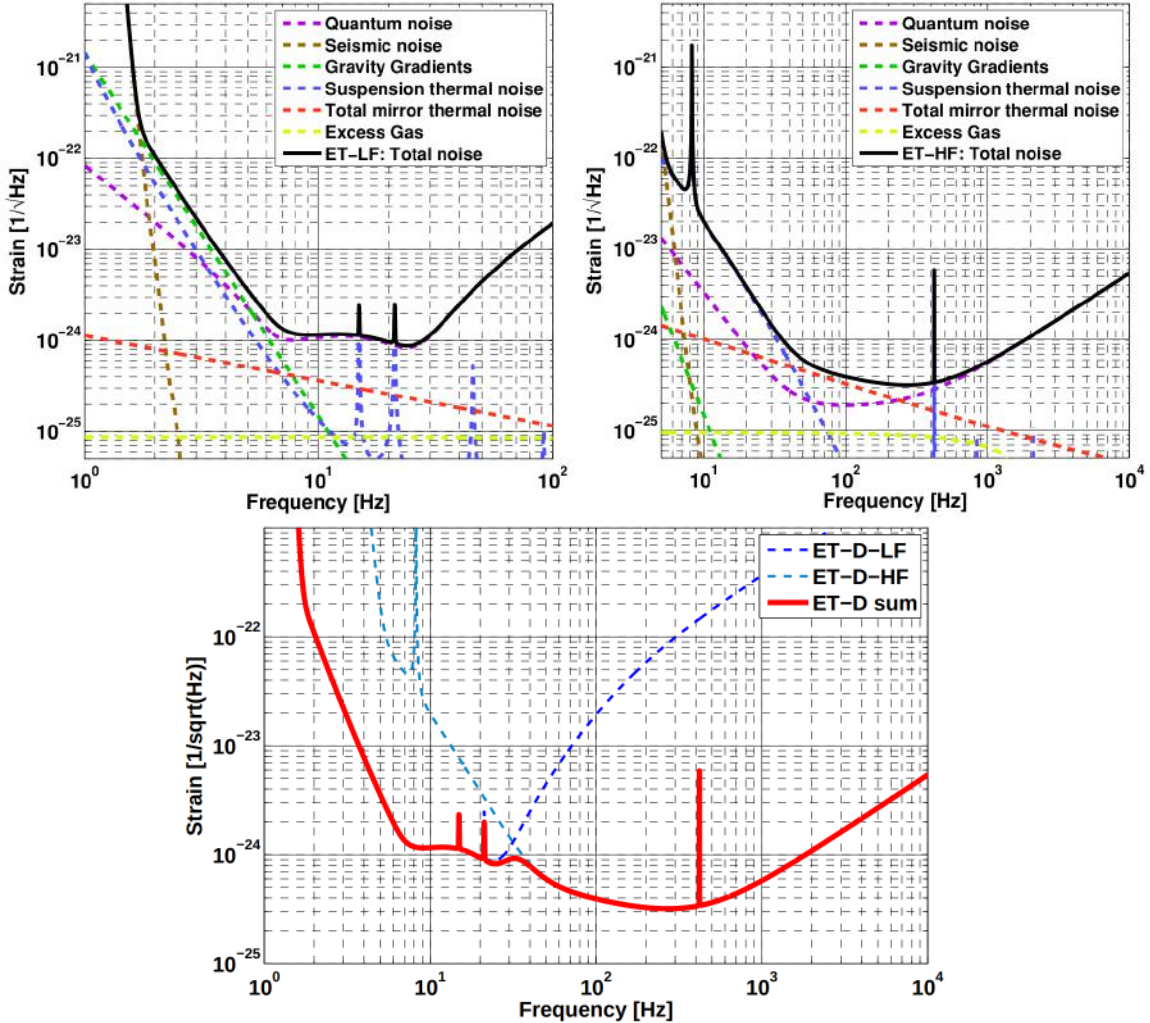 Quantum noise
Seismic noise
Gravity Gradients
Suspension thermal noise
Total mirror thermal noise
Excess Gas
ET−LF: Total noise
Strain [1/√Hz]
10^-21
10^-22
10^-23
10^-24
10^-25
10^0
10^1
10^2
Frequency [Hz]
Quantum noise
Seismic noise
Gravity Gradients
Suspension thermal noise
Total mirror thermal noise
Excess Gas
ET−HF: Total noise
Strain [1/√Hz]
10^-21
10^-22
10^-23
10^-24
10^-25
10^1
10^2
10^3
10^4
Frequency [Hz]
ET−D−LF
ET−D−HF
ET−D sum
Strain [1/sqrt(Hz)]
10^-22
10^-23
10^-24
10^-25
10^0
10^1
10^2
10^3
10^4
Frequency [Hz]